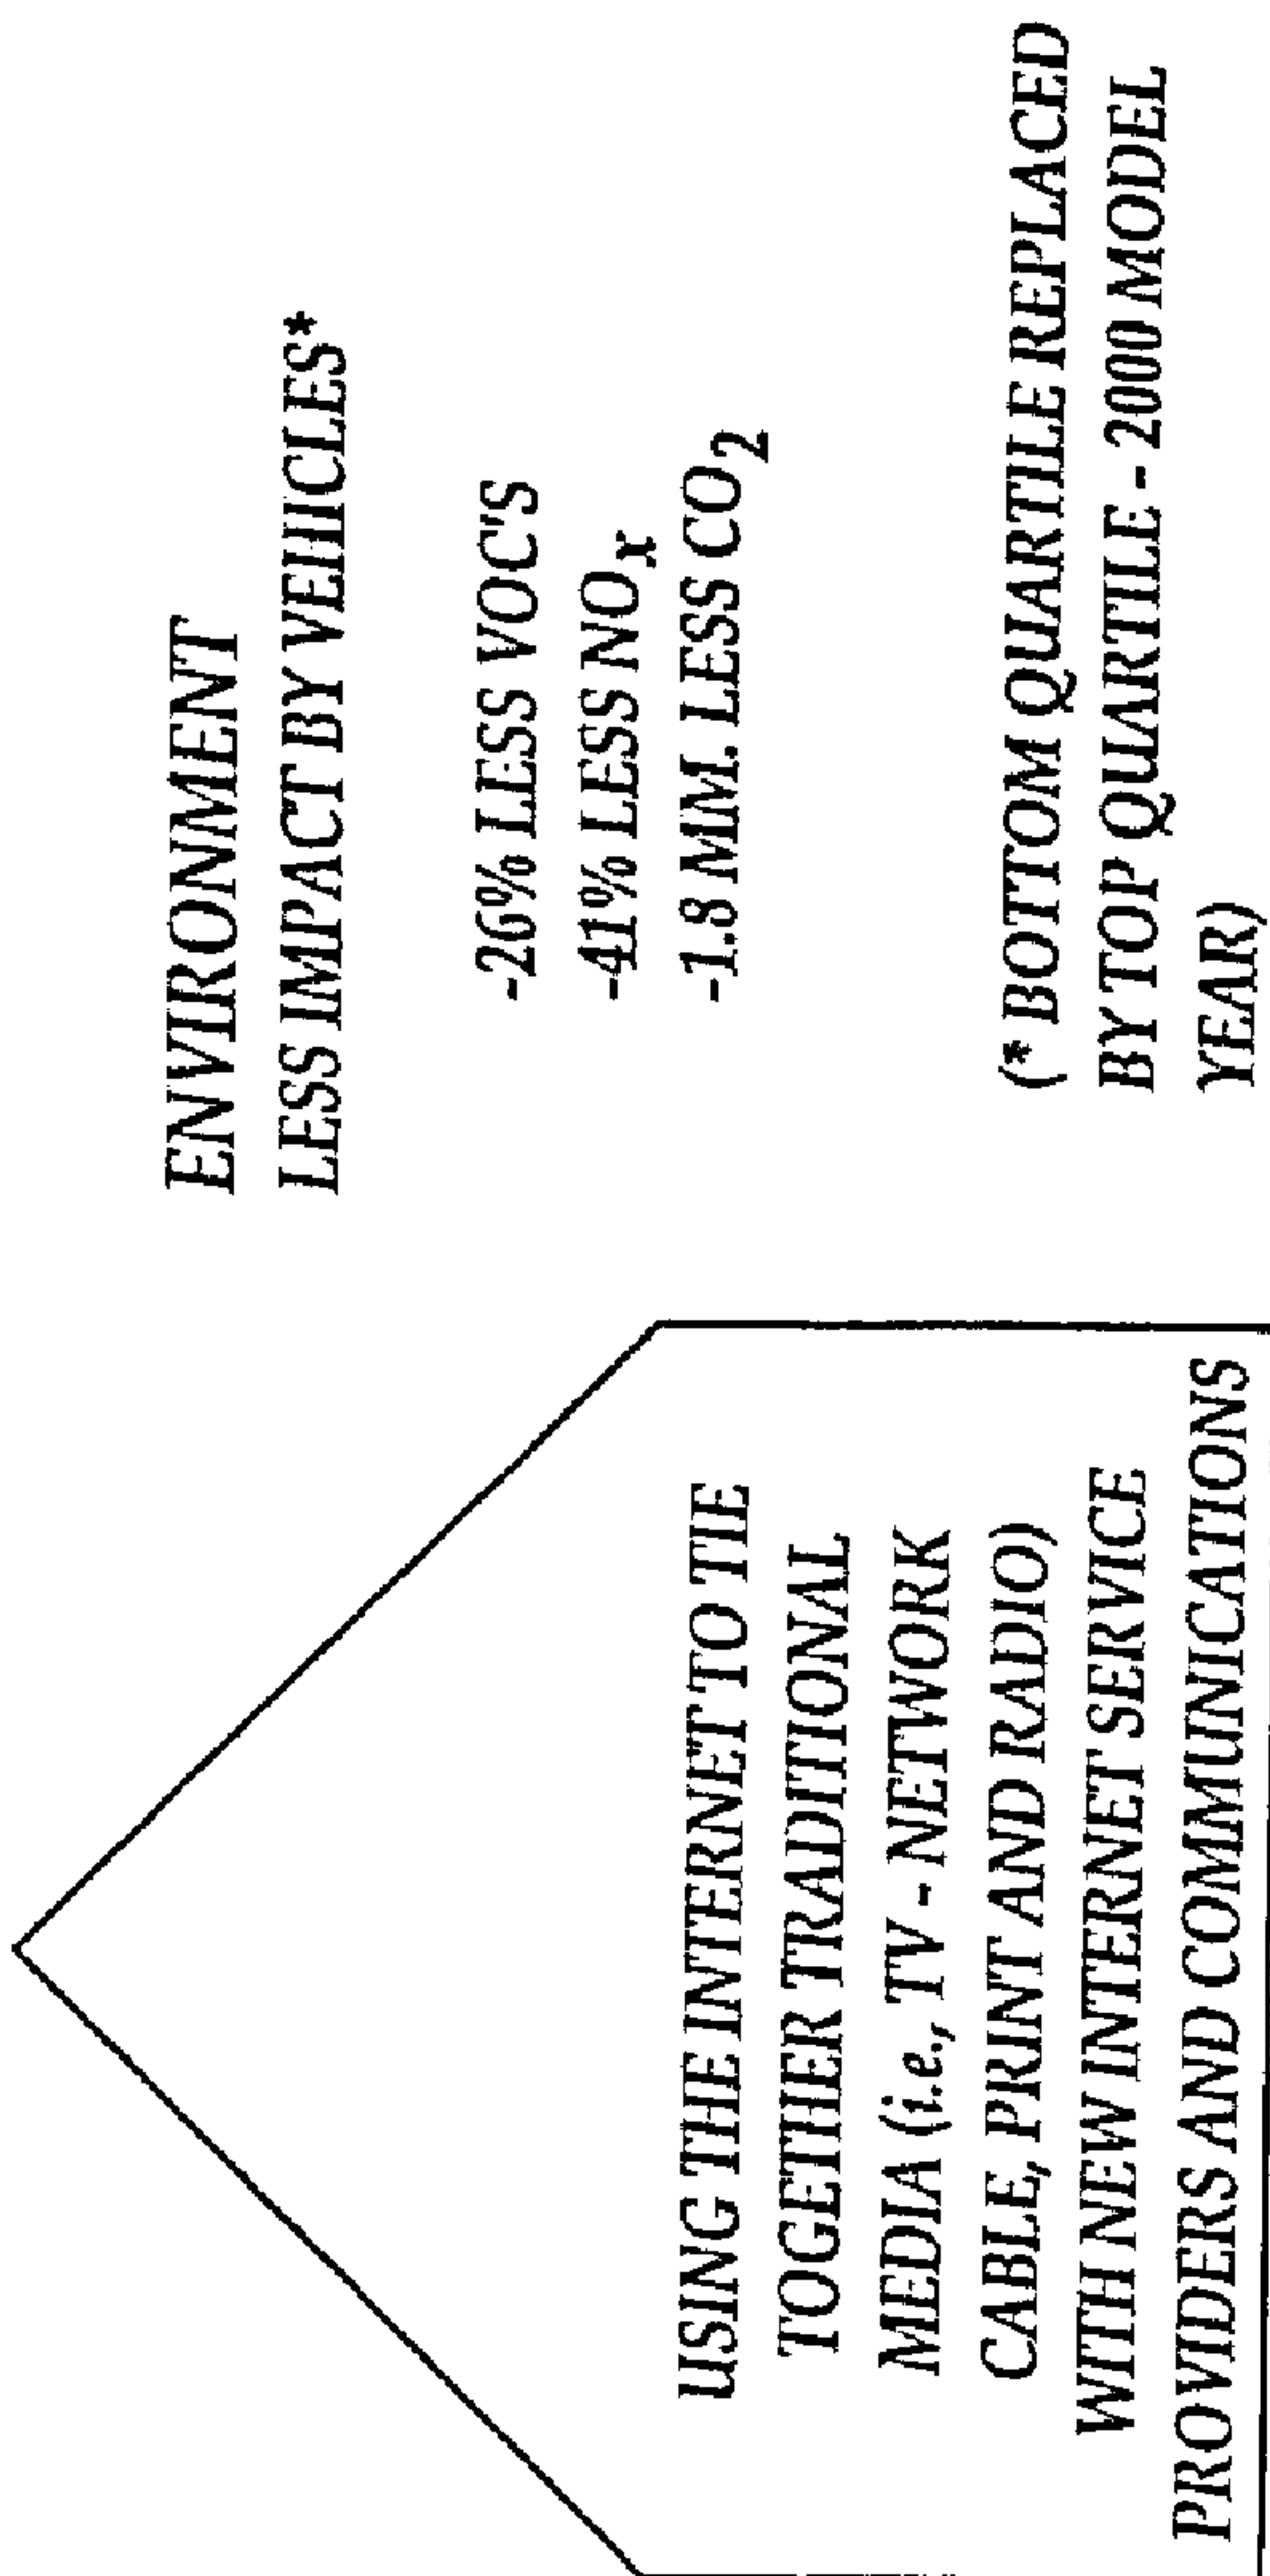 USING THE INTERNET TO TIE
TOGETHER TRADITIONAL
MEDIA (i.e., TV - NETWORK
CABLE, PRINT AND RADIO)
WITH NEW INTERNET SERVICE
PROVIDERS AND COMMUNICATIONS
ENVIRONMENT
LESS IMPACT BY VEHICLES*
-26% LESS VOC'S
-41% LESS NOx
-1.8 MM. LESS CO2
(* BOTTOM QUARTILE REPLACED
BY TOP QUARTILE - 2000 MODEL
YEAR)